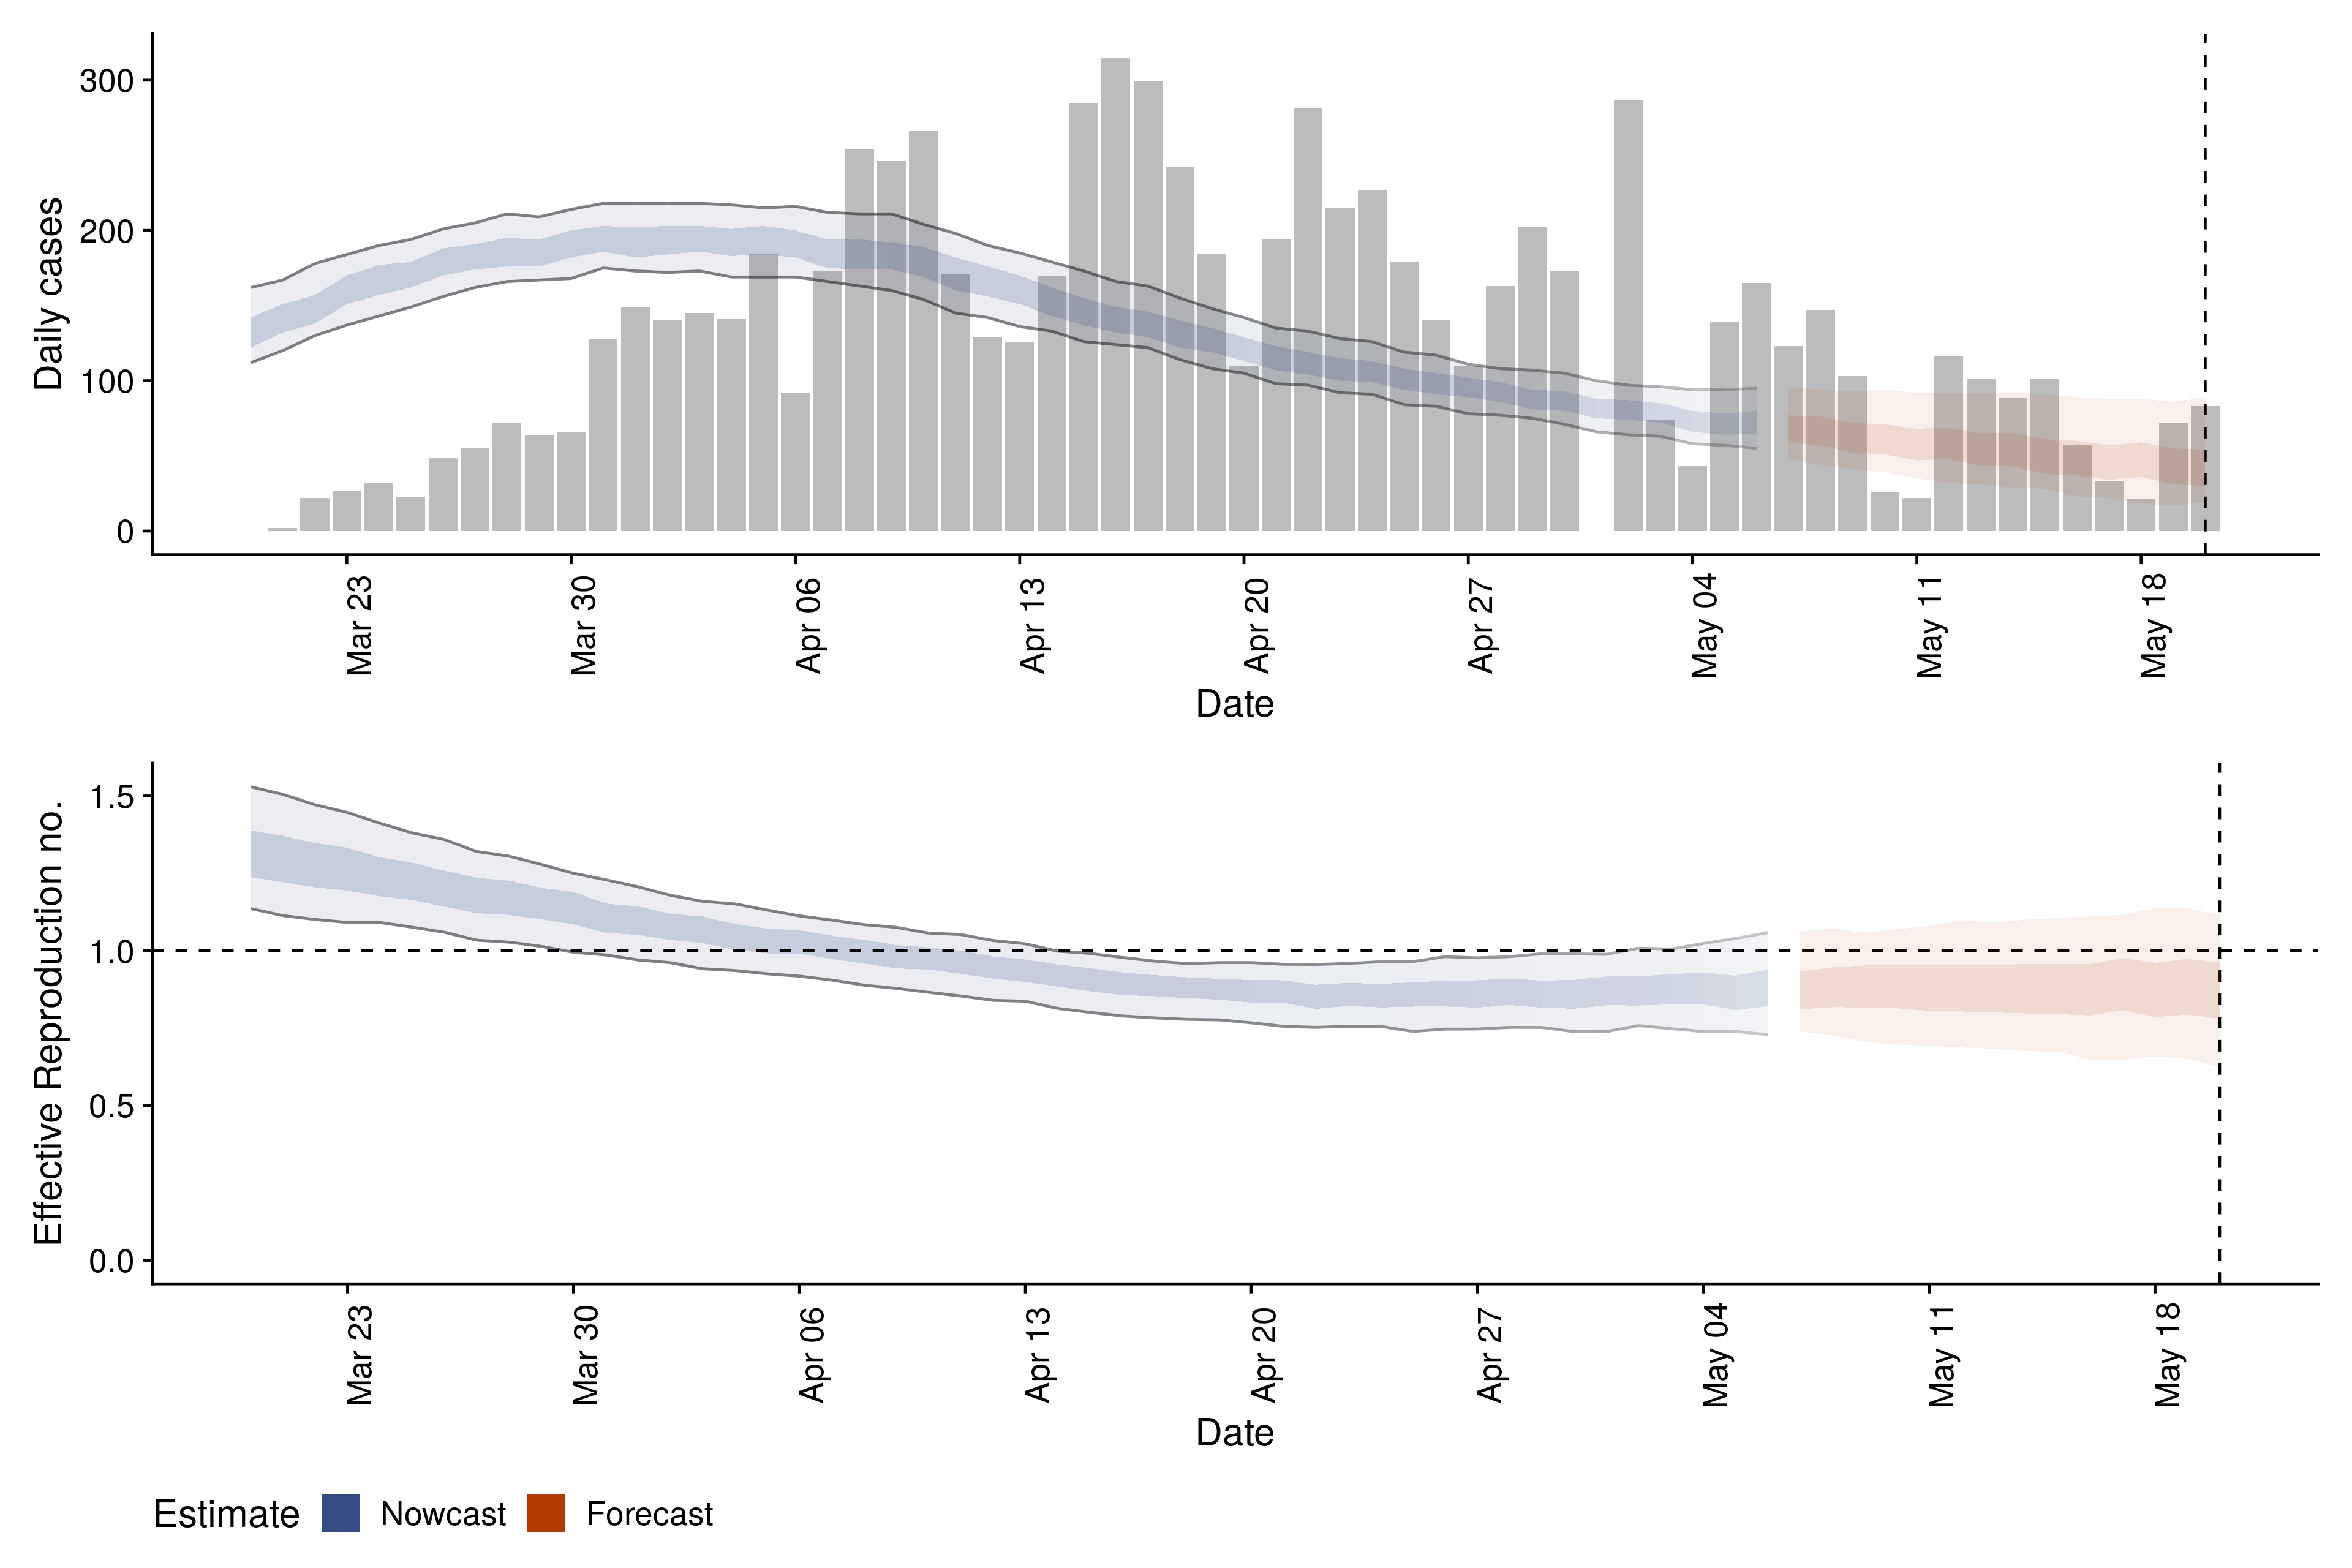 Daily cases
300
200
100
0
Mar 23
Mar 30
Apr 06
Apr 13
Apr 20
Apr 27
May 04
May 11
May 18
Date
Effective Reproduction no.
1.5
1.0
0.5
0.0
Mar 23
Mar 30
Apr 06
Apr 13
Apr 20
Apr 27
May 04
May 11
May 18
Date
Estimate Nowcast Forecast